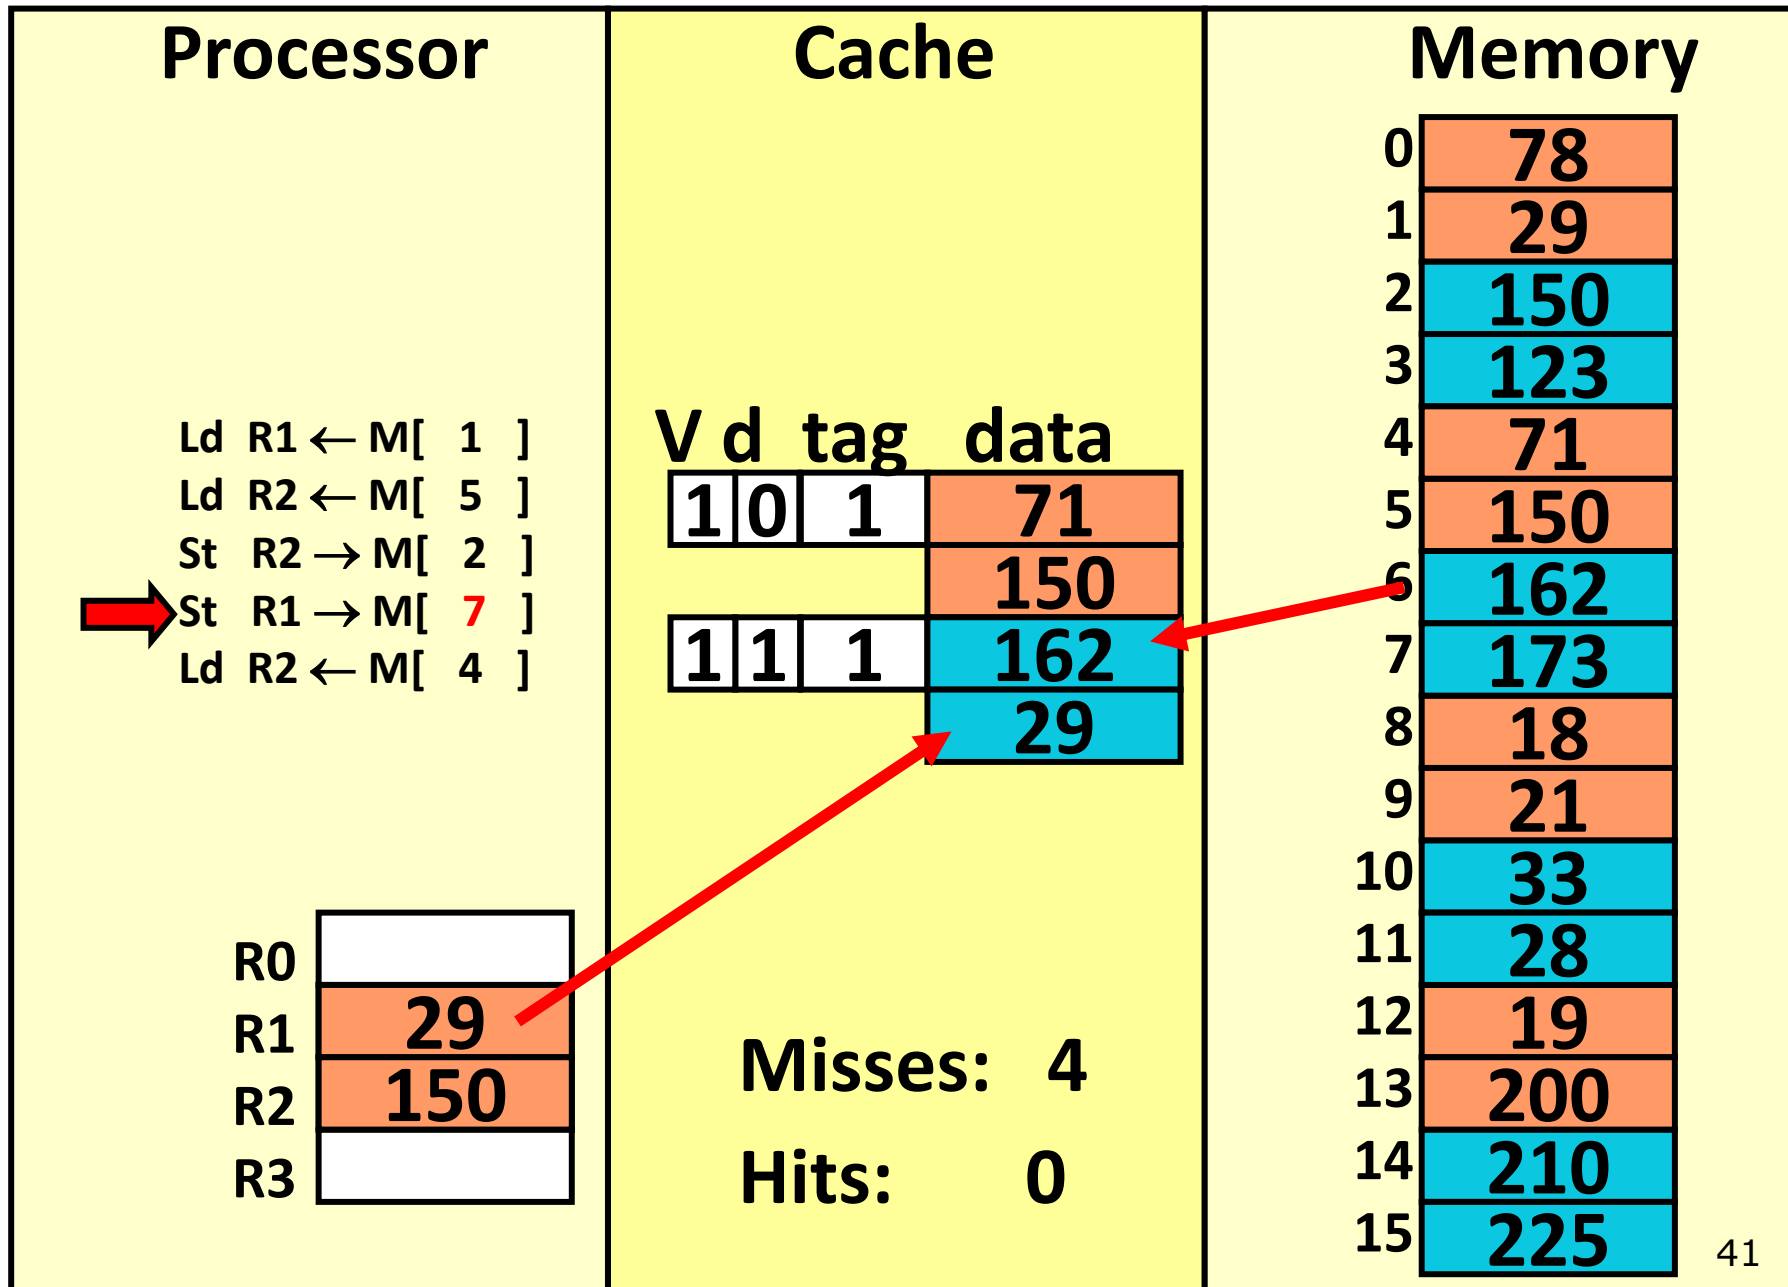 Processor
Ld R1 ← M[ 1 ]
Ld R2 ← M[ 5 ]
St R2 → M[ 2 ]
St R1 → M[ 7 ]
Ld R2 ← M[ 4 ]
R0
R1 29
R2 150
R3
Cache
V d tag data
1 0 1 71
150
1 1 1 162
29
Misses: 4
Hits: 0
Memory
0 78
1 29
2 150
3 123
4 71
5 150
6 162
7 173
8 18
9 21
10 33
11 28
12 19
13 200
14 210
15 225
41